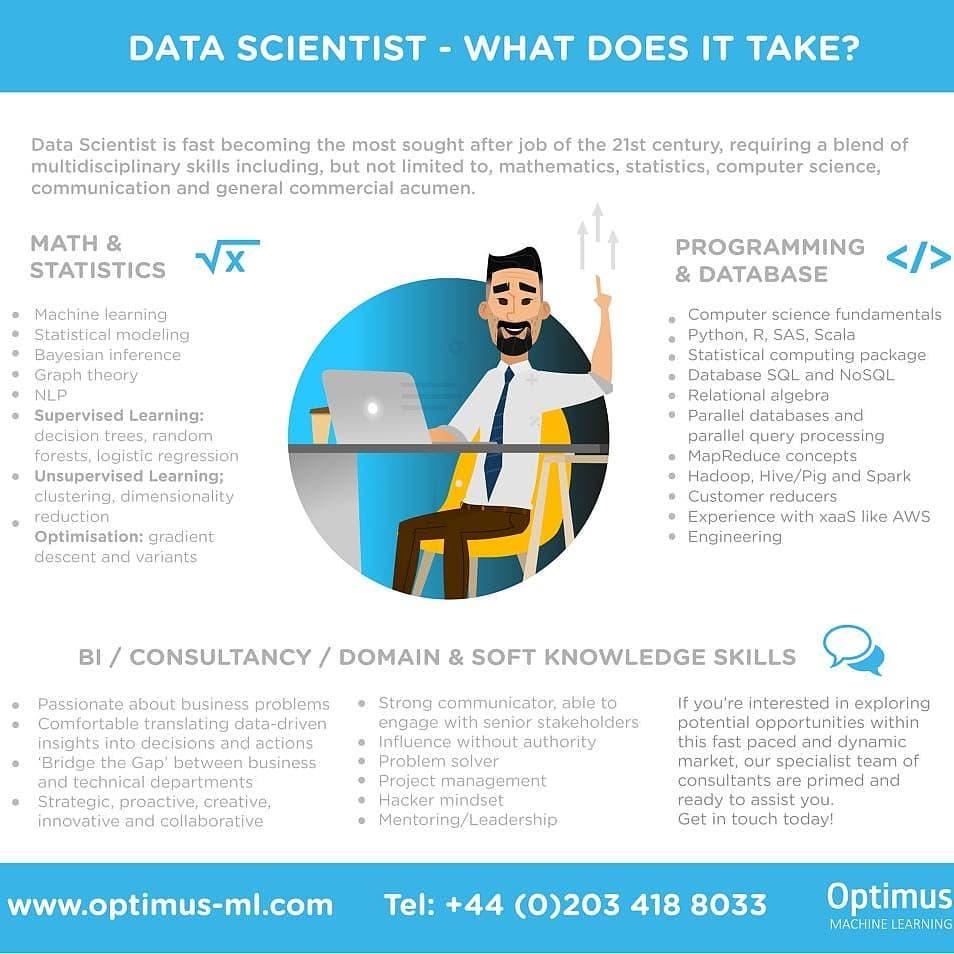 DATA SCIENTIST - WHAT DOES IT TAKE?
Data Scientist is fast becoming the most sought after job of the 21st century, requiring a blend of
multidisciplinary skills including, but not limited to, mathematics, statistics, computer science,
communication and general commercial acumen.
MATH &
STATISTICS
√x
Machine learning
Statistical modeling
Bayesian inference
Graph theory
NLP
Supervised Learning:
decision trees, random
forests, logistic regression
Unsupervised Learning;
clustering, dimensionality
reduction
Optimisation: gradient
descent and variants
PROGRAMMING
& DATABASE
</>
Computer science fundamentals
Python, R, SAS, Scala
Statistical computing package
Database SQL and NoSQL
Relational algebra
Parallel databases and
parallel query processing
MapReduce concepts
Hadoop, Hive/Pig and Spark
Customer reducers
Experience with xaaS like AWS
Engineering
BI / CONSULTANCY / DOMAIN & SOFT KNOWLEDGE SKILLS
Passionate about business problems
Comfortable translating data-driven
insights into decisions and actions
'Bridge the Gap' between business
and technical departments
Strategic, proactive, creative,
innovative and collaborative
Strong communicator, able to
engage with senior stakeholders
Influence without authority
Problem solver
Project management
Hacker mindset
Mentoring/Leadership
If you're interested in exploring
potential opportunities within
this fast paced and dynamic
market, our specialist team of
consultants are primed and
ready to assist you.
Get in touch today!
www.optimus-ml.com
Tel: +44 (0)203 418 8033
Optimus
MACHINE LEARNING